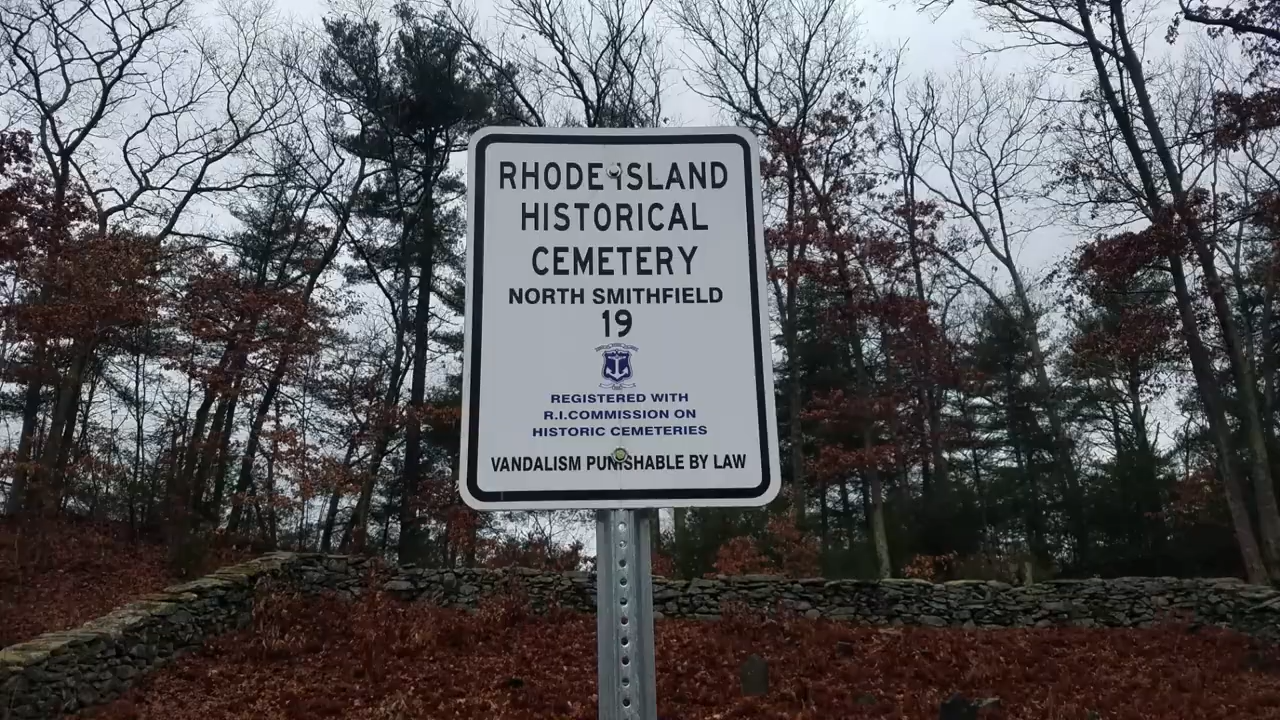 RHODE ISLAND
HISTORICAL
CEMETERY
NORTH SMITHFIELD
19
REGISTERED WITH
R.I.COMMISSION ON
HISTORIC CEMETERIES
VANDALISM PUNISHABLE BY LAW